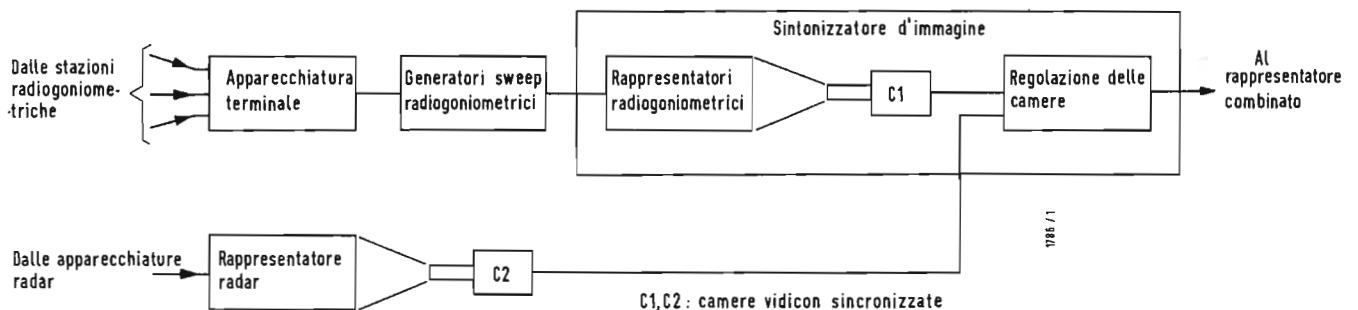 Sintonizzatore d'immagine
Dalle stazioni
radiogoniome-
-triche
Apparecchiatura
terminale
Generatori sweep
radiogoniometrici
Rappresentatori
radiogoniometrici
C1
Regolazione delle
camere
Al
rappresentatore
combinato
Dalle apparecchiature
radar
Rappresentatore
radar
C2
C1,C2 : camere vidicon sincronizzate
1786 / 1